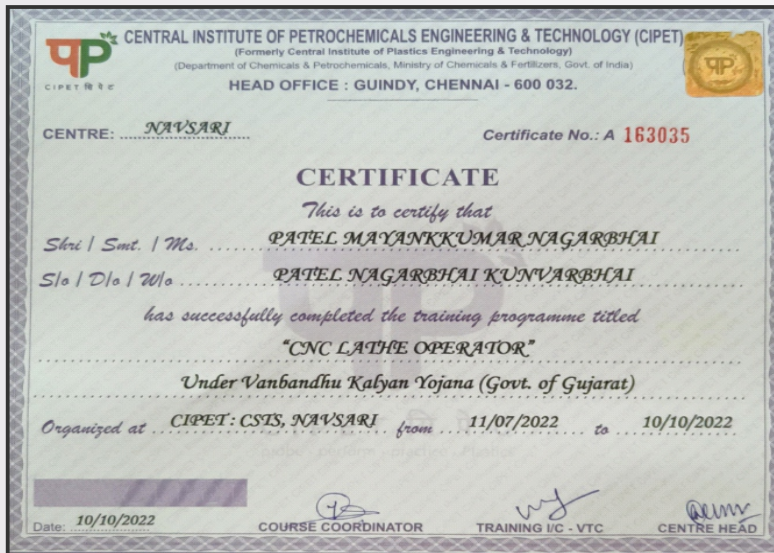 CENTRAL INSTITUTE OF PETROCHEMICALS ENGINEERING & TECHNOLOGY (CIPET)
(Formerly Central Institute of Plastics Engineering & Technology)
(Department of Chemicals & Petrochemicals, Ministry of Chemicals & Fertilizers, Govt. of India)
CIPET सिपेट
HEAD OFFICE : GUINDY, CHENNAI - 600 032.
CENTRE: NAVSARI
Certificate No.: A 163035
CERTIFICATE
This is to certify that
Shri / Smt. / Ms. PATEL MAYANKKUMAR NAGARBHAI
S/o / D/o / W/o PATEL NAGARBHAI KUNVARBHAI
has successfully completed the training programme titled
"CNC LATHE OPERATOR"
Under Vanbandhu Kalyan Yojana (Govt. of Gujarat)
Organized at CIPET : CSTS, NAVSARI from 11/07/2022 to 10/10/2022
Date: 10/10/2022
COURSE COORDINATOR
TRAINING I/C - VTC
CENTRE HEAD